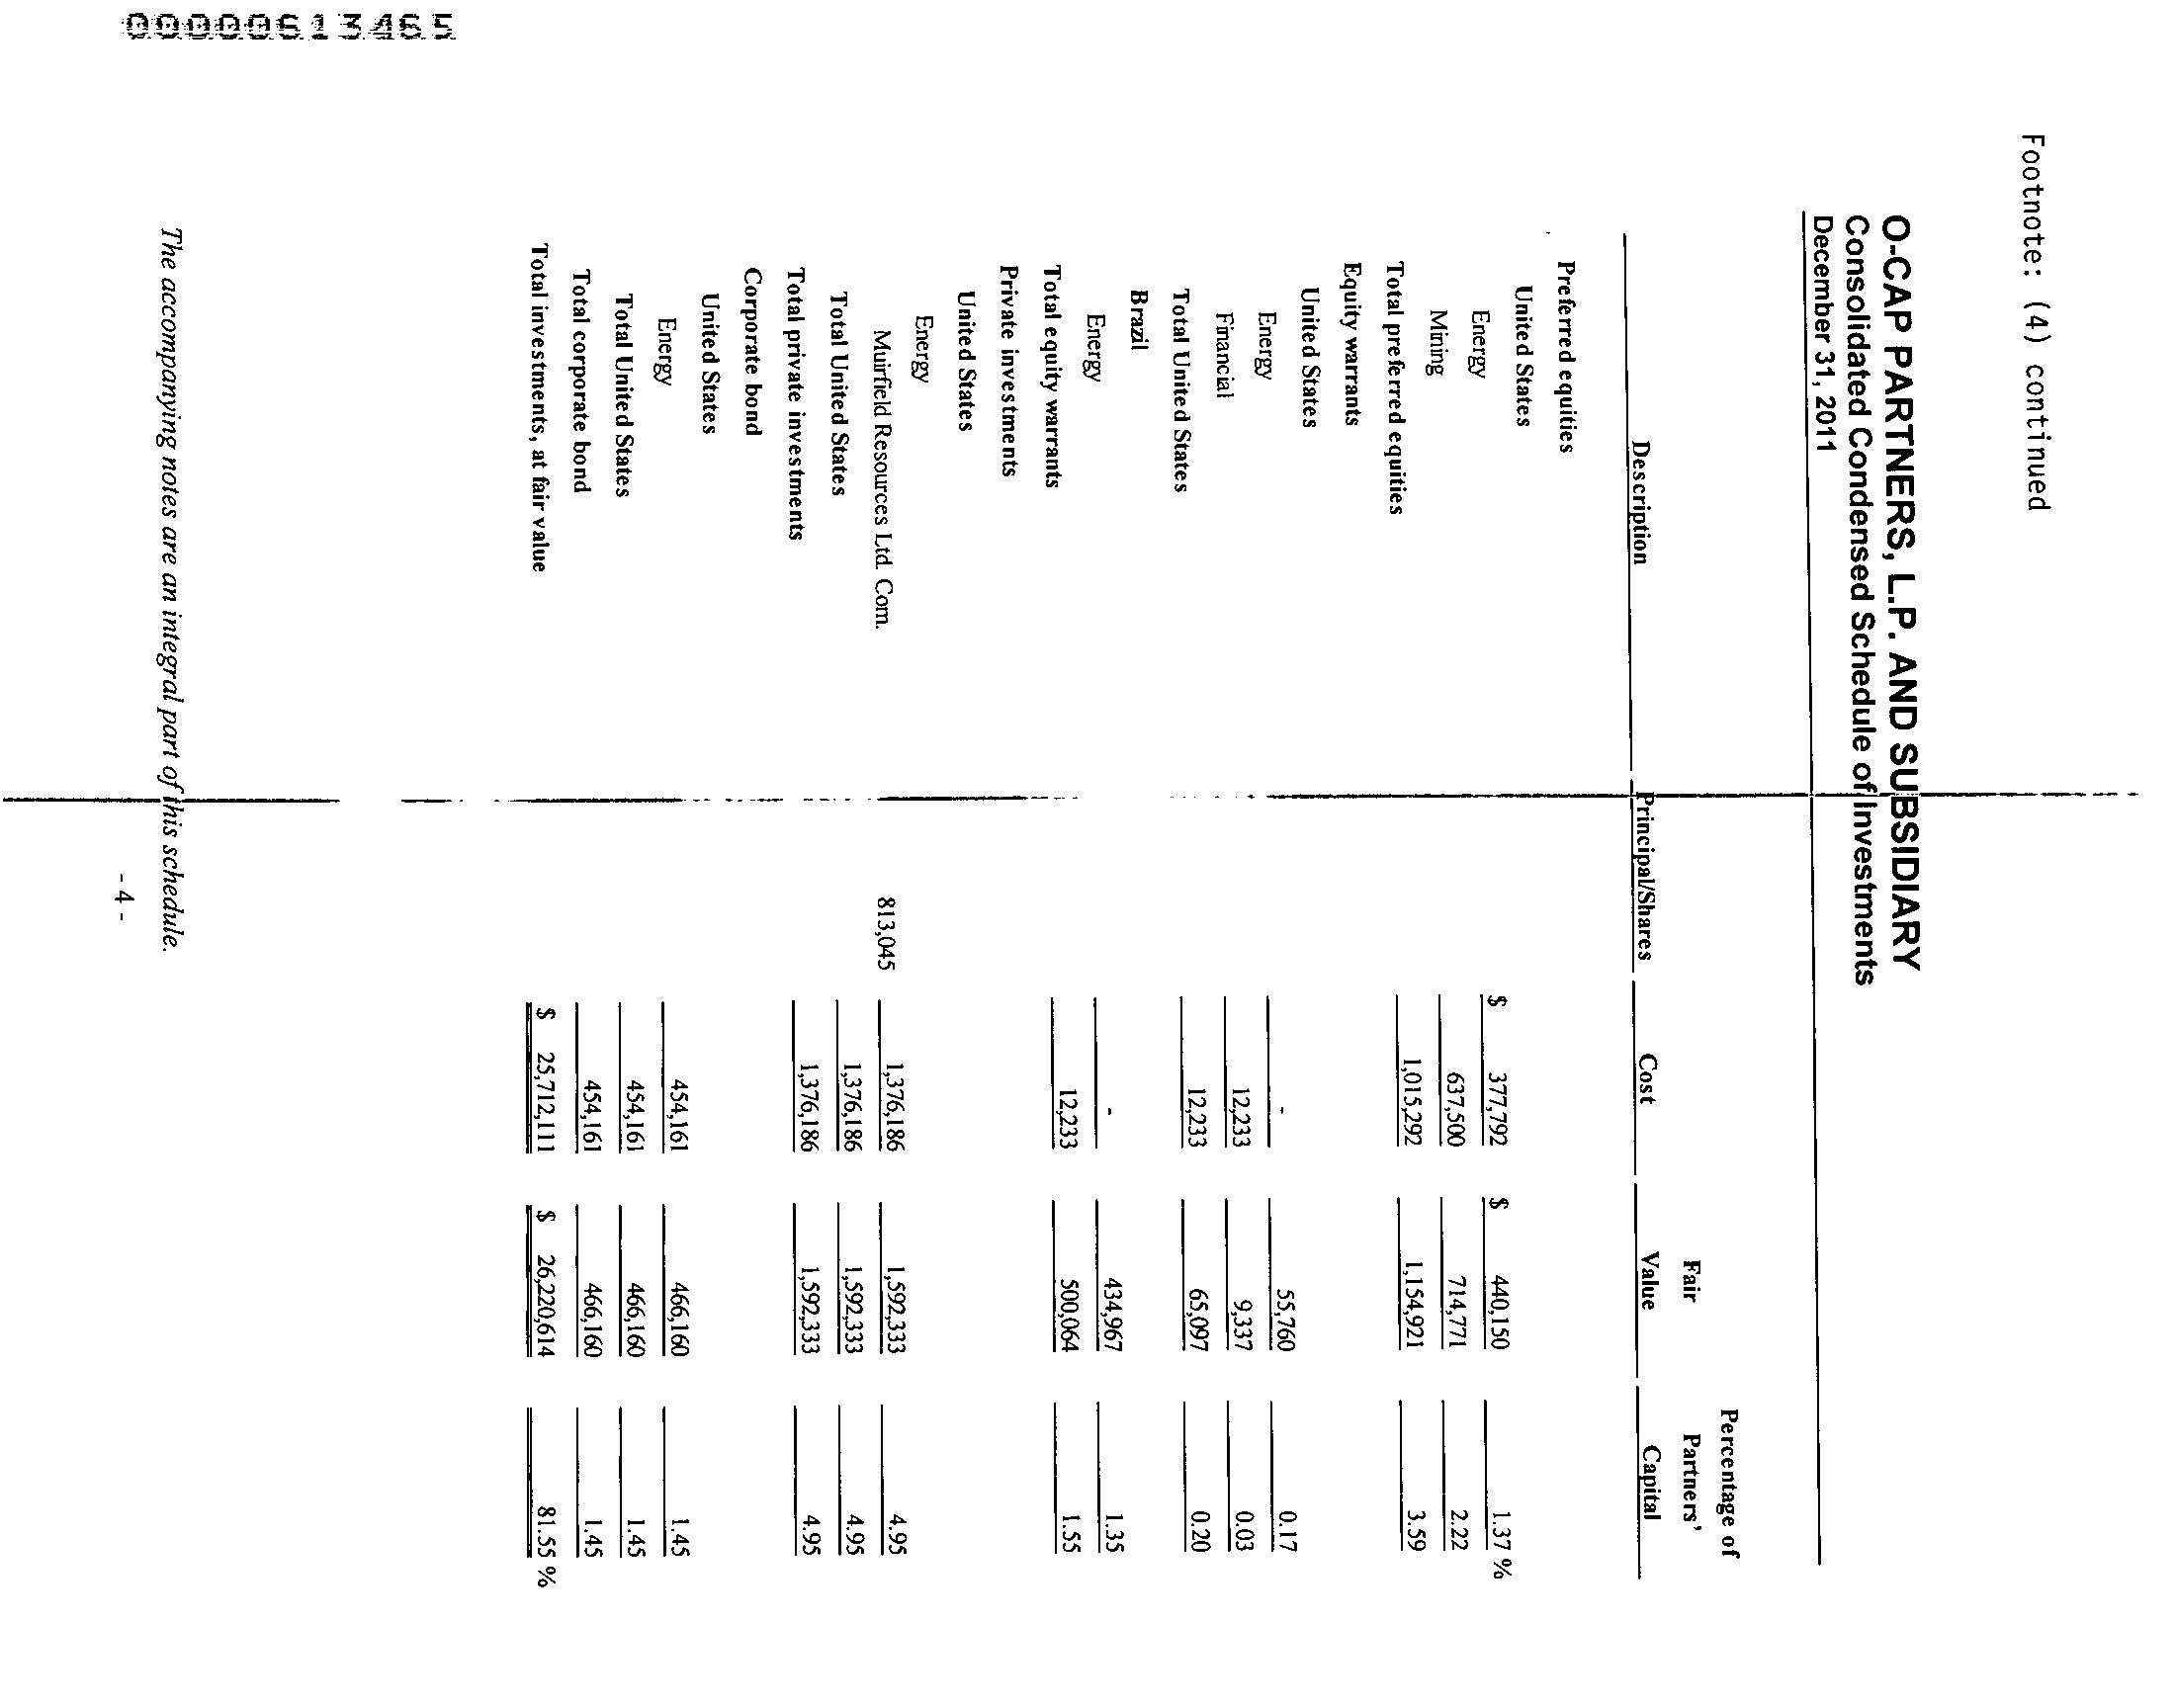 00000613465
Footnote: (4) continued
O-CAP PARTNERS, L.P. AND SUBSIDIARY
Consolidated Condensed Schedule of Investments
December 31, 2011
Percentage of
Fair Partners'
Description Principal/Shares Cost Value Capital
Preferred equities
United States
Energy $ 377,792 $ 440,150 1.37 %
Mining 637,500 714,771 2.22
Total preferred equities 1,015,292 1,154,921 3.59
Equity warrants
United States
Energy - 55,760 0.17
Financial 12,233 9,337 0.03
Total United States 12,233 65,097 0.20
Brazil
Energy - 434,967 1.35
Total equity warrants 12,233 500,064 1.55
Private investments
United States
Energy
Muirfield Resources Ltd. Com. 813,045 1,376,186 1,592,333 4.95
Total United States 1,376,186 1,592,333 4.95
Total private investments 1,376,186 1,592,333 4.95
Corporate bond
United States
Energy 454,161 466,160 1.45
Total United States 454,161 466,160 1.45
Total corporate bond 454,161 466,160 1.45
Total investments, at fair value $ 25,712,111 $ 26,220,614 81.55 %
The accompanying notes are an integral part of this schedule.
- 4 -